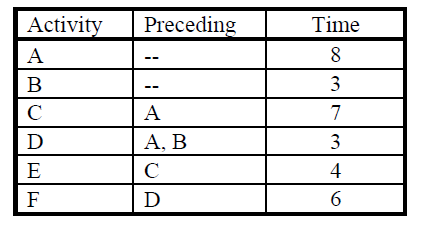 Activity Preceding Time
A -- 8
B -- 3
C A 7
D A, B 3
E C 4
F D 6